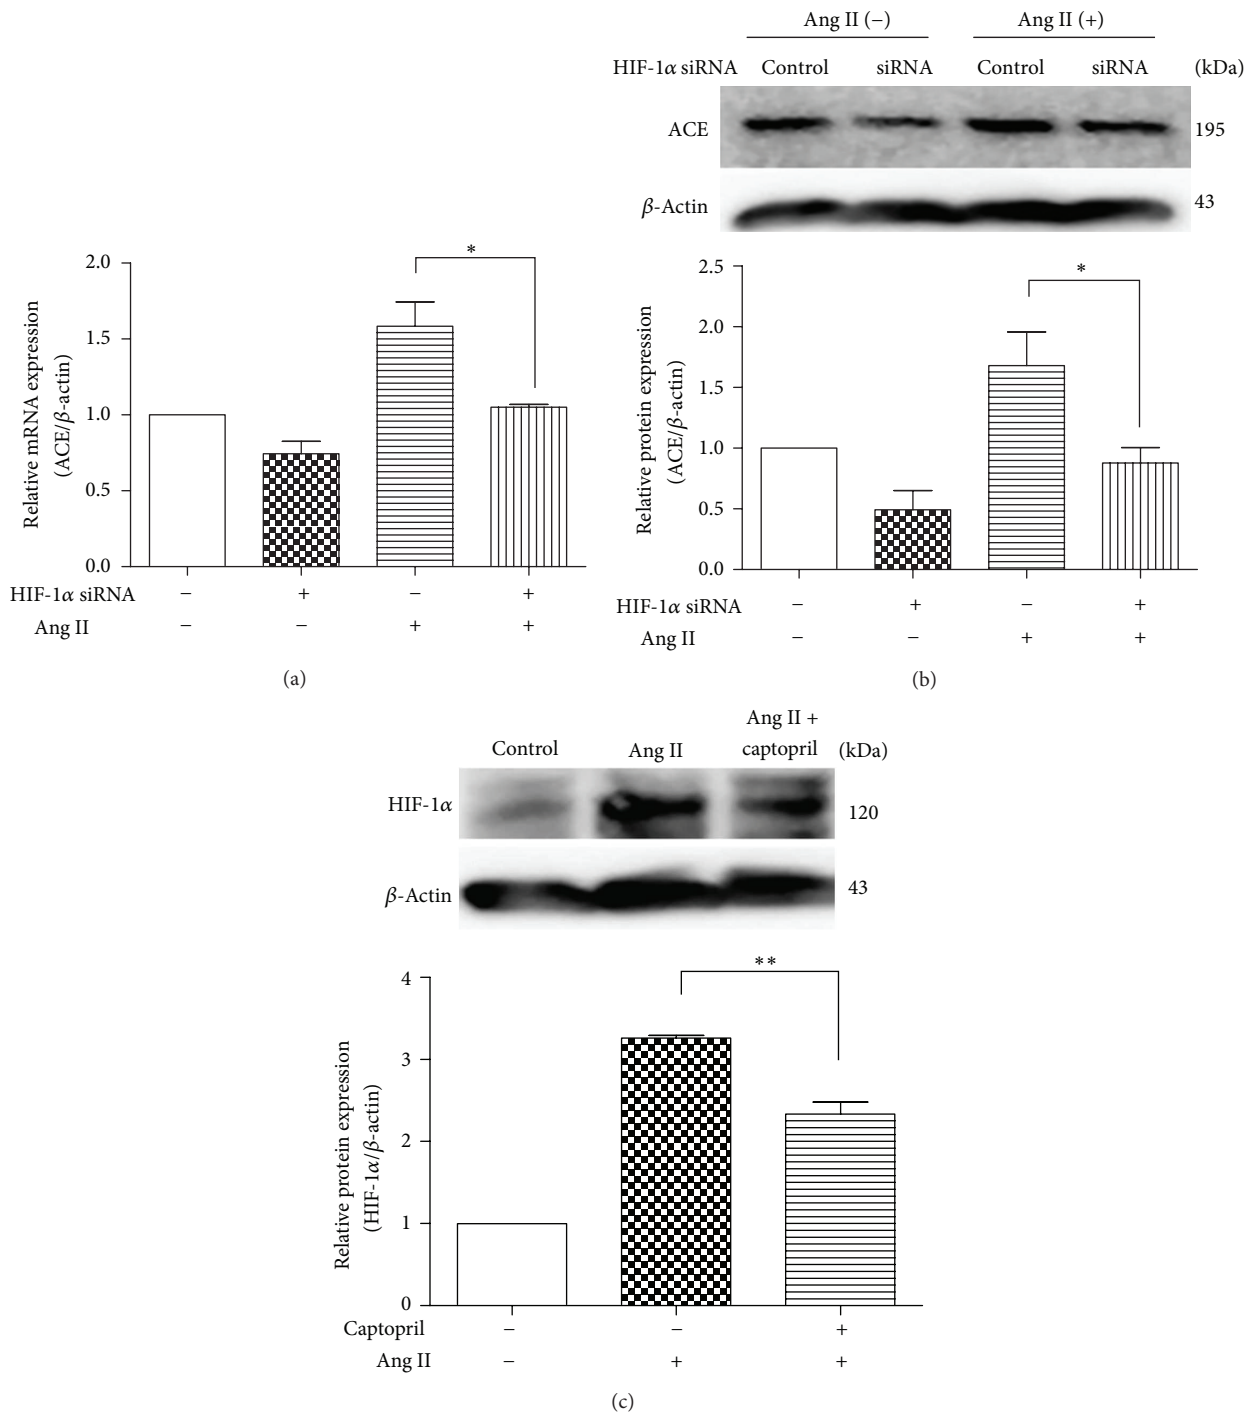 Ang II (−) Ang II (+)
HIF-1α siRNA Control siRNA Control siRNA (kDa)
ACE 195
β-Actin 43
*
2.0
1.5
1.0
0.5
0.0
Relative mRNA expression
(ACE/β-actin)
HIF-1α siRNA − + − +
Ang II − − + +
(a)
*
2.5
2.0
1.5
1.0
0.5
0.0
Relative protein expression
(ACE/β-actin)
HIF-1α siRNA − + − +
Ang II − − + +
(b)
Ang II +
Control Ang II captopril (kDa)
HIF-1α 120
β-Actin 43
**
4
3
2
1
0
Relative protein expression
(HIF-1α/β-actin)
Captopril − − +
Ang II − + +
(c)